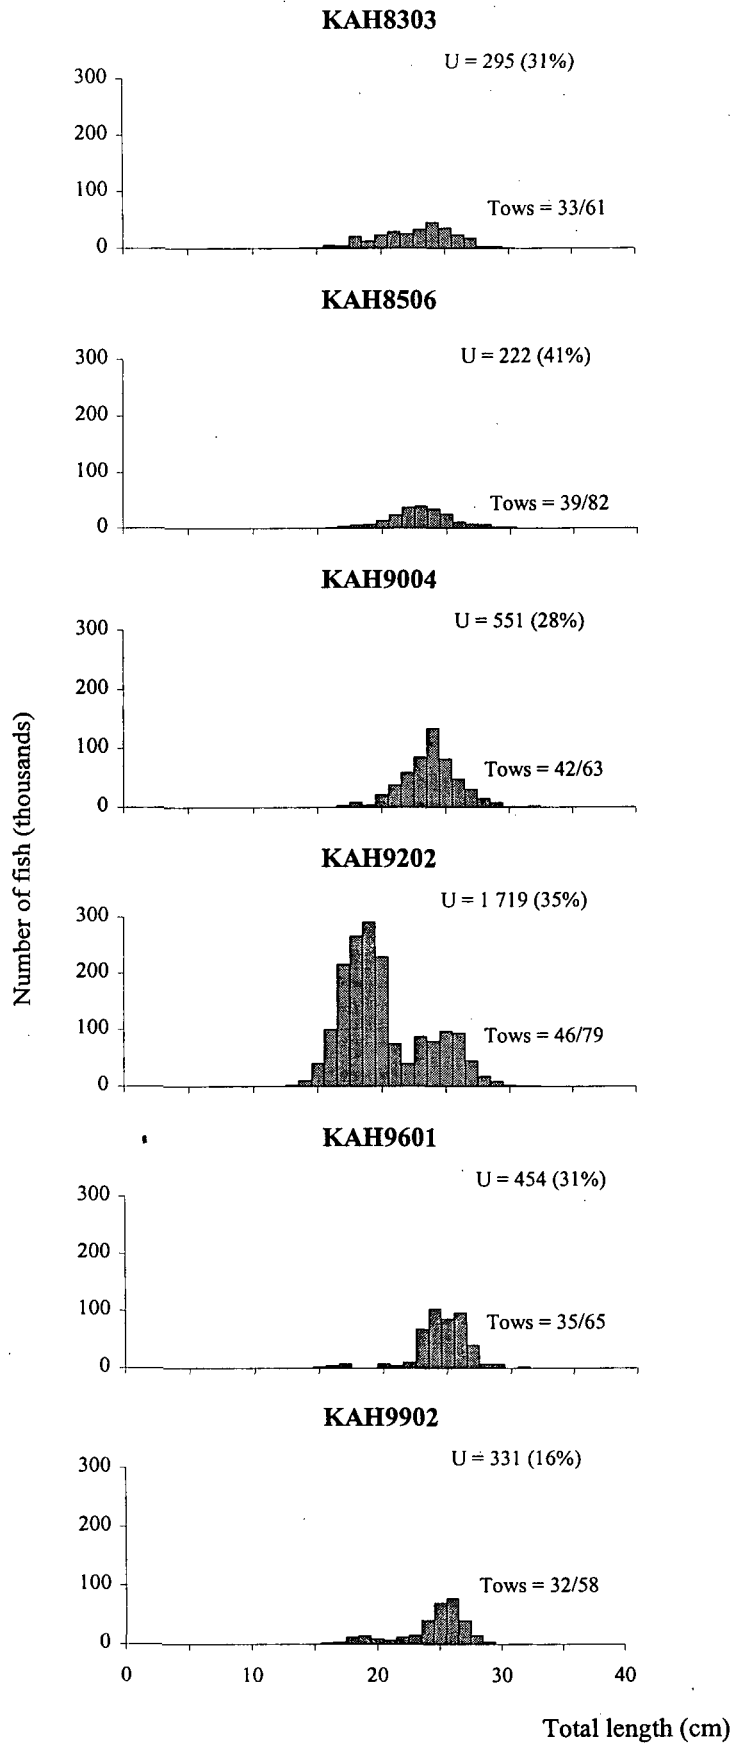 KAH8303
U = 295 (31%)
300
200
100
0
Tows = 33/61
KAH8506
U = 222 (41%)
300
200
100
0
Tows = 39/82
KAH9004
U = 551 (28%)
300
200
100
0
Tows = 42/63
Number of fish (thousands)
KAH9202
U = 1 719 (35%)
300
200
100
0
Tows = 46/79
KAH9601
U = 454 (31%)
300
200
100
0
Tows = 35/65
KAH9902
U = 331 (16%)
300
200
100
0
Tows = 32/58
0 10 20 30 40
Total length (cm)